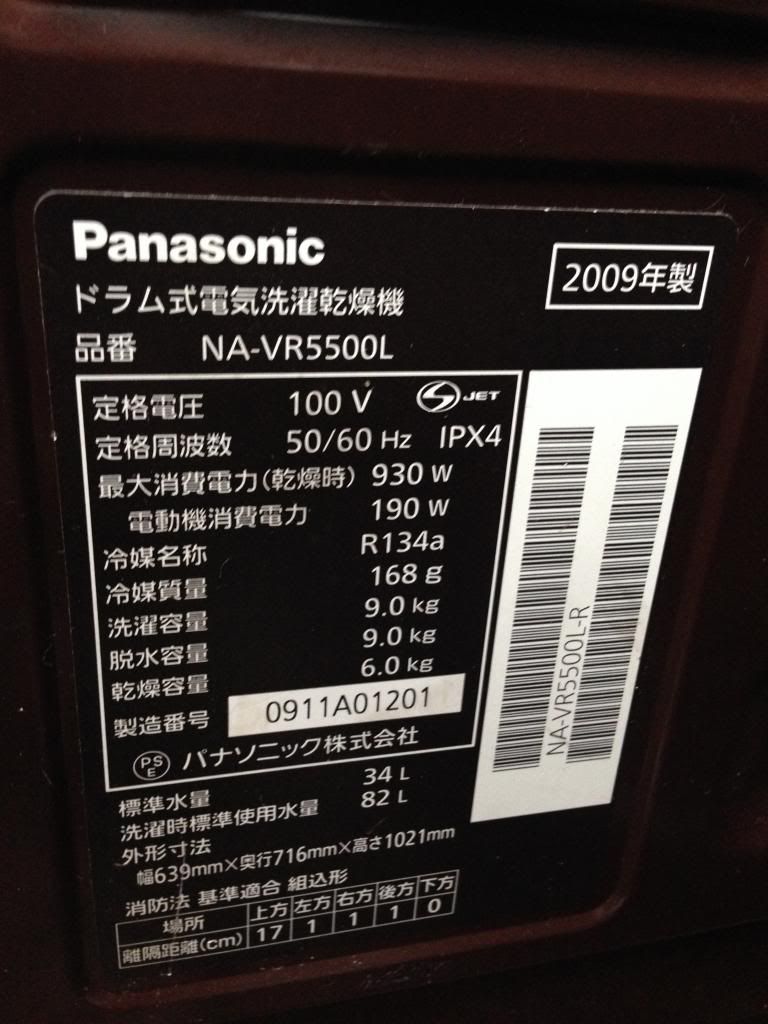 Panasonic
2009年製
ドラム式電気洗濯乾燥機
品番 NA-VR5500L
定格電圧 100 V
S JET
定格周波数 50/60 Hz IPX4
最大消費電力(乾燥時) 930 W
電動機消費電力 190 W
冷媒名称 R134a
冷媒質量 168 g
洗濯容量 9.0 kg
脱水容量 9.0 kg
乾燥容量 6.0 kg
製造番号 0911A01201
PS E パナソニック株式会社
NA-VR5500L-R
標準水量 34 L
洗濯時標準使用水量 82 L
外形寸法
幅639mm×奥行716mm×高さ1021mm
消防法 基準適合 組込形
場所 上方 左方 右方 後方 下方
離隔距離(cm) 17 1 1 1 0